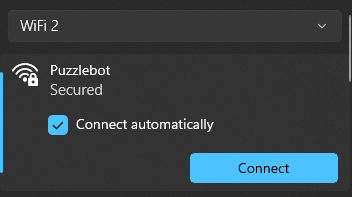 WiFi 2
Puzzlebot
Secured
Connect automatically
Connect